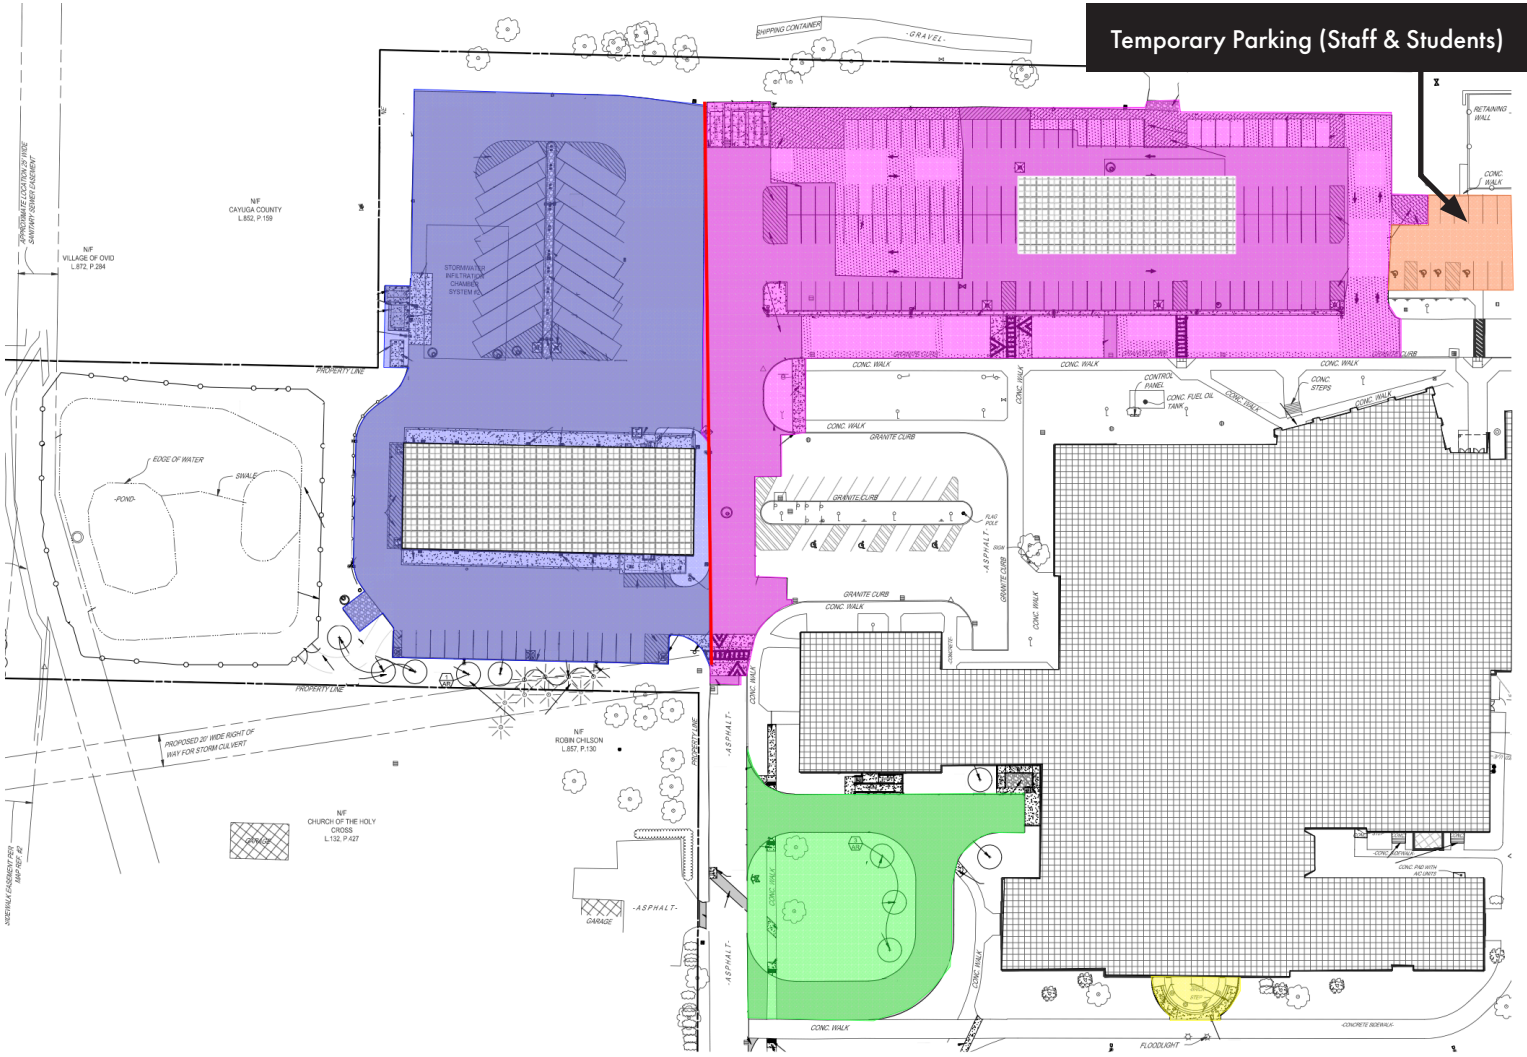 Temporary Parking (Staff & Students)
SHIPPING CONTAINER
-GRAVEL-
RETAINING
WALL
CONC.
WALK
APPROXIMATE LOCATION 25' WIDE
SANITARY SEWER EASEMENT
N/F
CAYUGA COUNTY
L.852, P.159
N/F
VILLAGE OF OVID
L.972, P.284
STORMWATER
INFILTRATION
CHAMBER
SYSTEM
PROPERTY LINE
CONC. WALK
CONC. WALK
CONC. WALK
GRANITE CURB
CONC. WALK
CONTROL
PANEL
CONC. FUEL OIL
TANK
CONC.
STEPS
CONC. WALK
CONC. WALK
CONC. WALK
GRANITE CURB
EDGE OF WATER
SWALE
-POND-
GRANITE CURB
FLAG
POLE
-ASPHALT-
SIGN
GRANITE CURB
CONC. WALK
GRANITE CURB
CONC. WALK
-CONCRETE-
CONC. WALK
PROPERTY LINE
PROPOSED 20' WIDE RIGHT OF
WAY FOR STORM CULVERT
N/F
ROBIN CHILSON
L.857, P.130
PROPERTY LINE
-ASPHALT-
N/F
CHURCH OF THE HOLY
CROSS
L.132, P.427
GARAGE
SIDEWALK EASEMENT PER
MAP REF. #2
CONC. WALK
-CONC. SIDEWALK-
CONC. PAD WITH
A/C UNITS
GARAGE
-ASPHALT-
-ASPHALT-
CONC. WALK
STEP
CONC. WALK
-CONCRETE SIDEWALK-
FLOODLIGHT